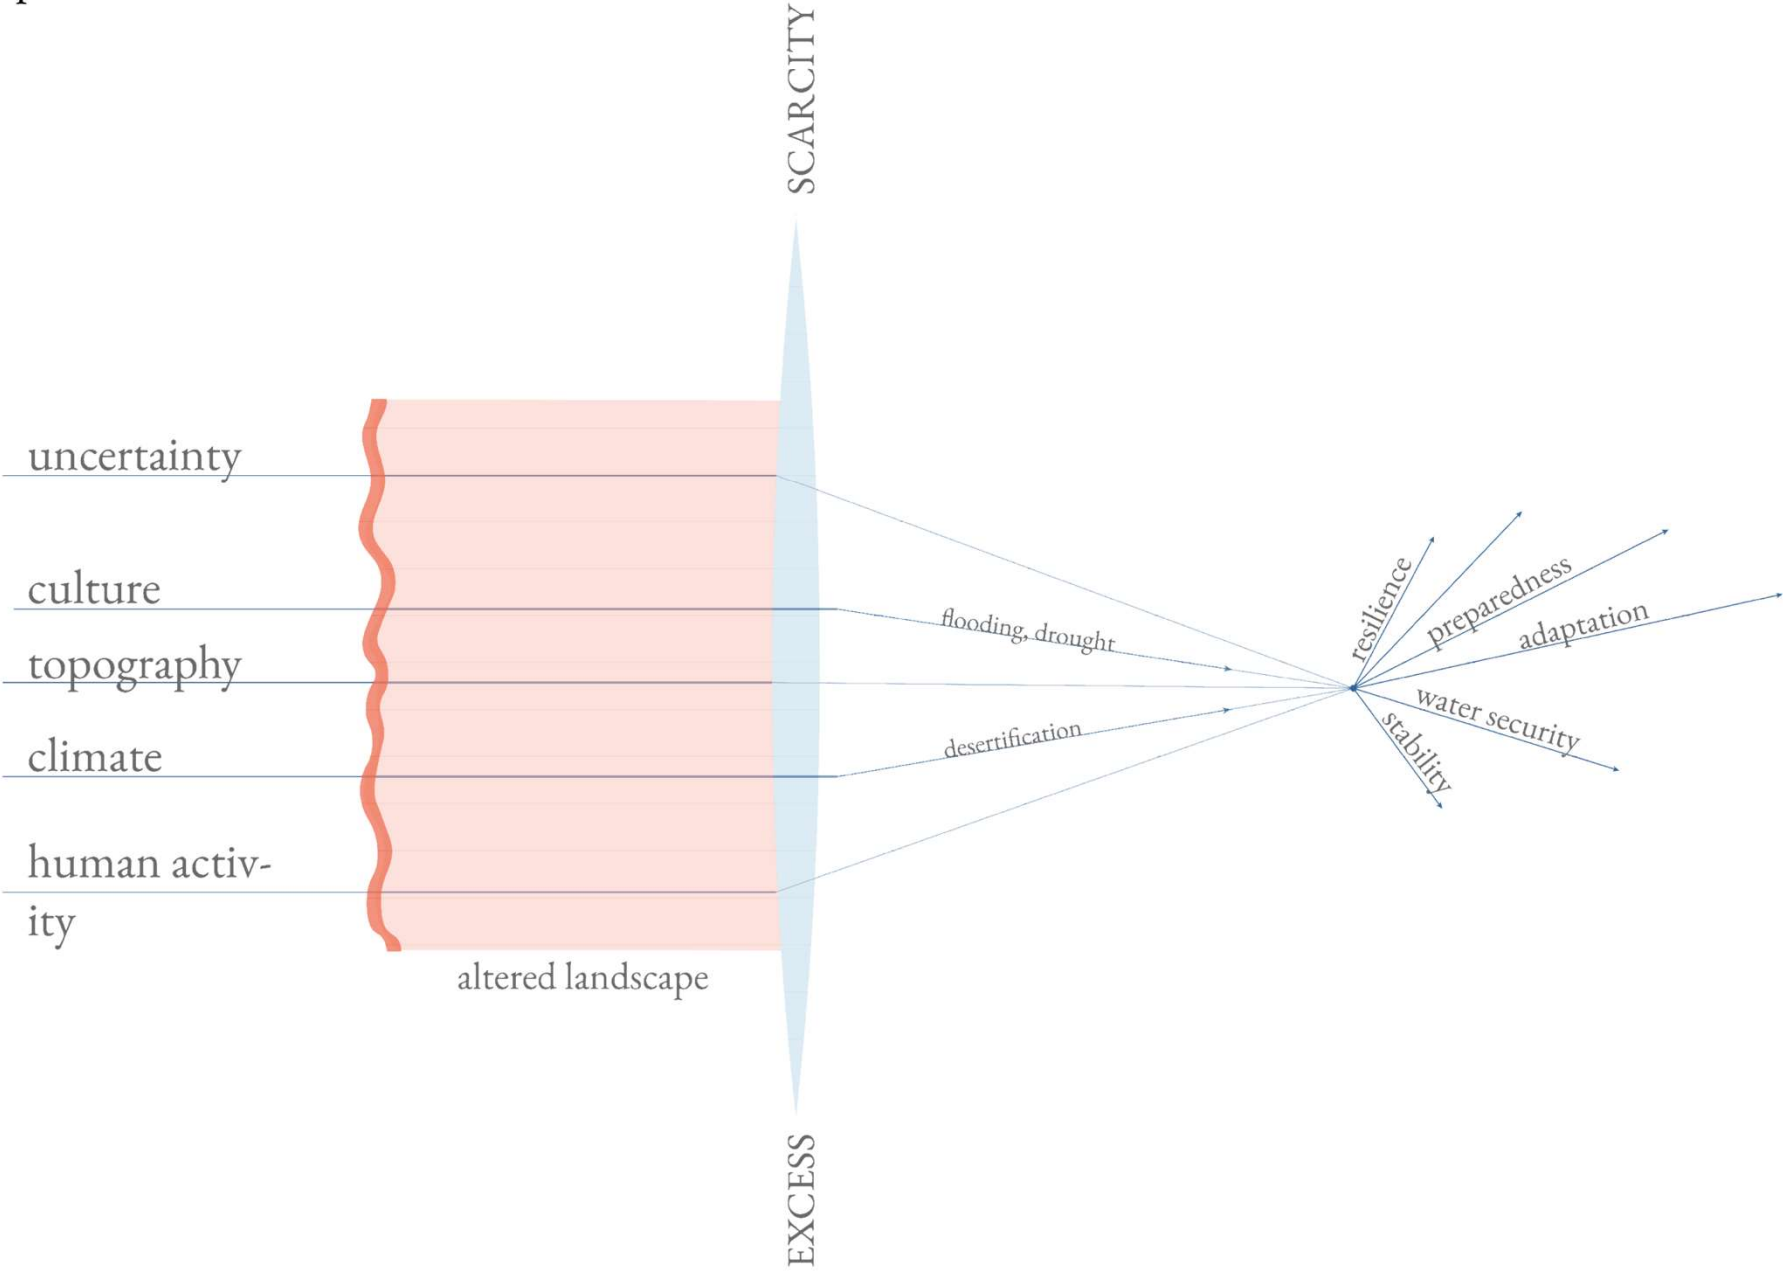 SCARCITY
uncertainty
culture
topography
climate
human activ-
ity
altered landscape
flooding, drought
desertification
resilience
preparedness
adaptation
water security
stability
EXCESS